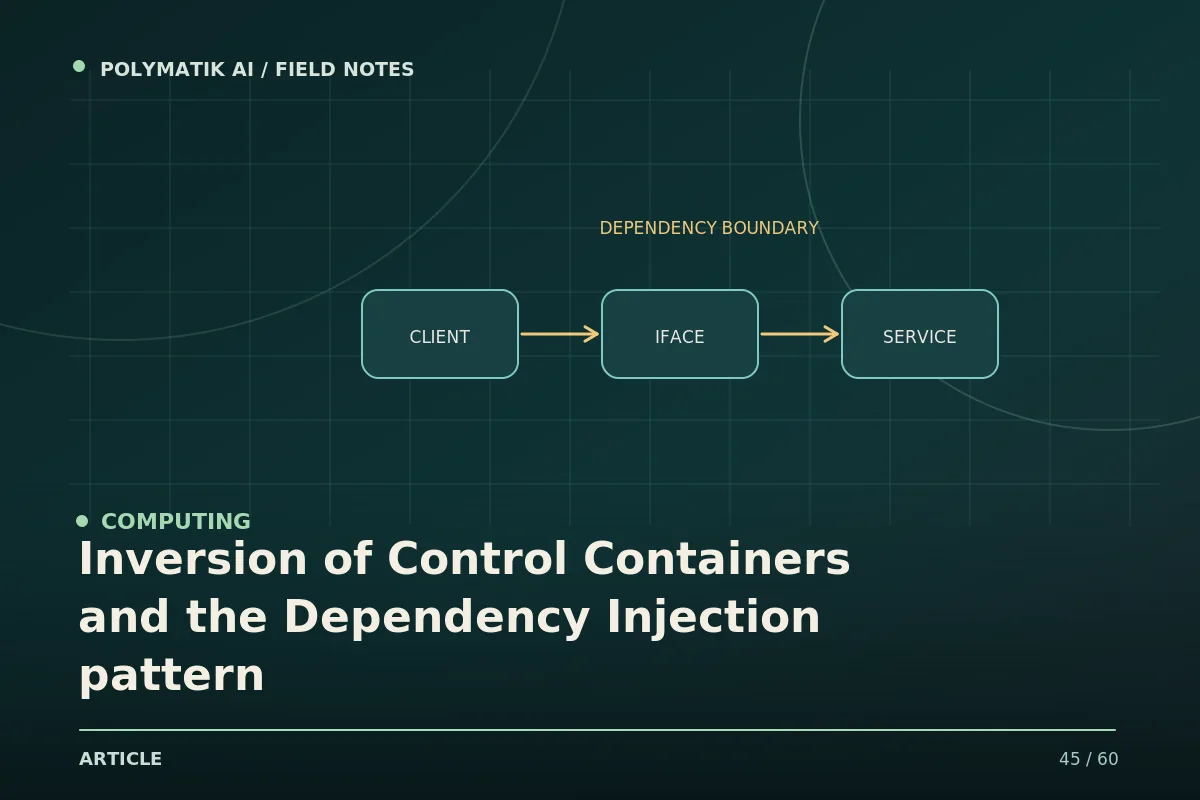 POLYMATIK AI / FIELD NOTES
DEPENDENCY BOUNDARY
CLIENT
IFACE
SERVICE
COMPUTING
Inversion of Control Containers
and the Dependency Injection
pattern
ARTICLE
45 / 60